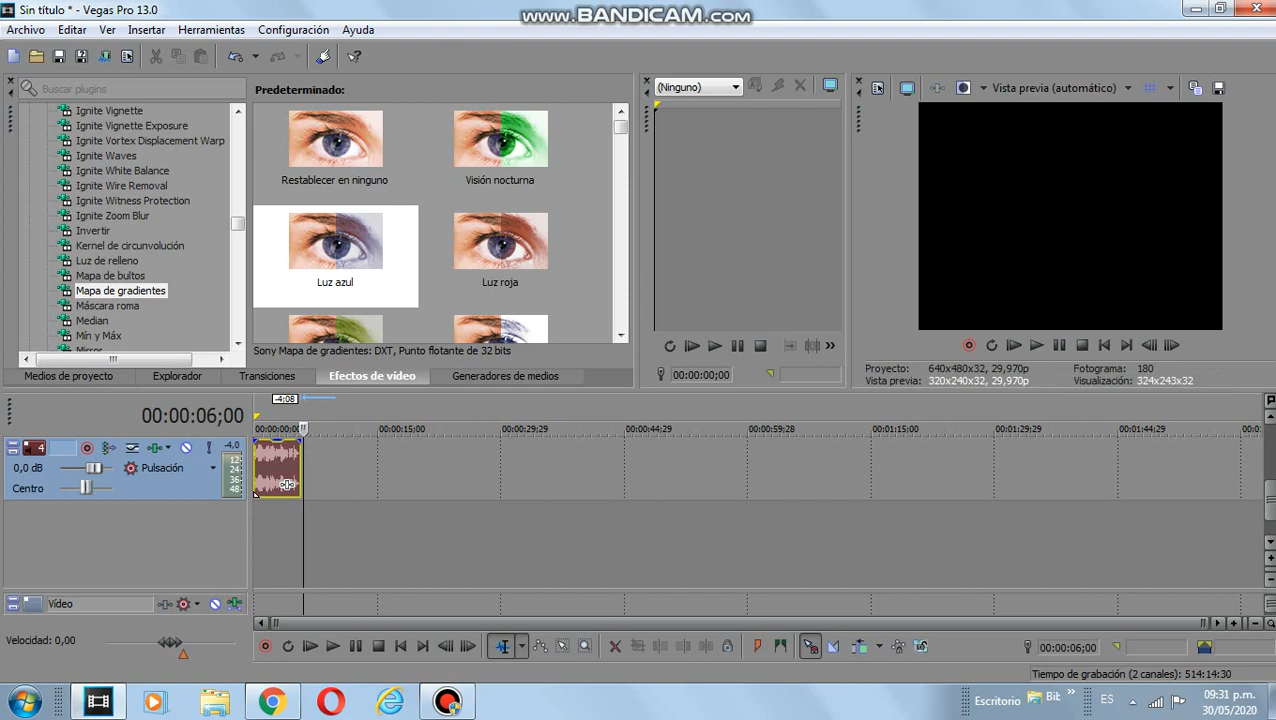 Sin título * - Vegas Pro 13.0
www.BANDICAM.com
Archivo Editar Ver Insertar Herramientas Configuración Ayuda
Buscar plugins
Ignite Vignette
Ignite Vignette Exposure
Ignite Vortex Displacement Warp
Ignite Waves
Ignite White Balance
Ignite Wire Removal
Ignite Witness Protection
Ignite Zoom Blur
Invertir
Kernel de circunvolución
Luz de relleno
Mapa de bultos
Mapa de gradientes
Máscara roma
Median
Mín y Máx
Mirror
Predeterminado:
Restablecer en ninguno
Visión nocturna
Luz azul
Luz roja
Sony Mapa de gradientes: DXT, Punto flotante de 32 bits
Medios de proyecto Explorador Transiciones Efectos de vídeo Generadores de medios
(Ninguno)
00:00:00;00
Vista previa (automático)
Proyecto: 640x480x32, 29,970p Fotograma: 180
Vista previa: 320x240x32, 29,970p Visualización: 324x243x32
00:00:06;00
-4;08
00:00:00;00 00:00:15;00 00:00:29;29 00:00:44;29 00:00:59;28 00:01:15;00 00:01:29;29 00:01:44;29
4
-4,0
0,0 dB
Pulsación
Centro
12
24
36
48
Vídeo
Velocidad: 0,00
00:00:06;00
Tiempo de grabación (2 canales): 514:14:30
Escritorio
Bib
»
ES
09:31 p.m.
30/05/2020